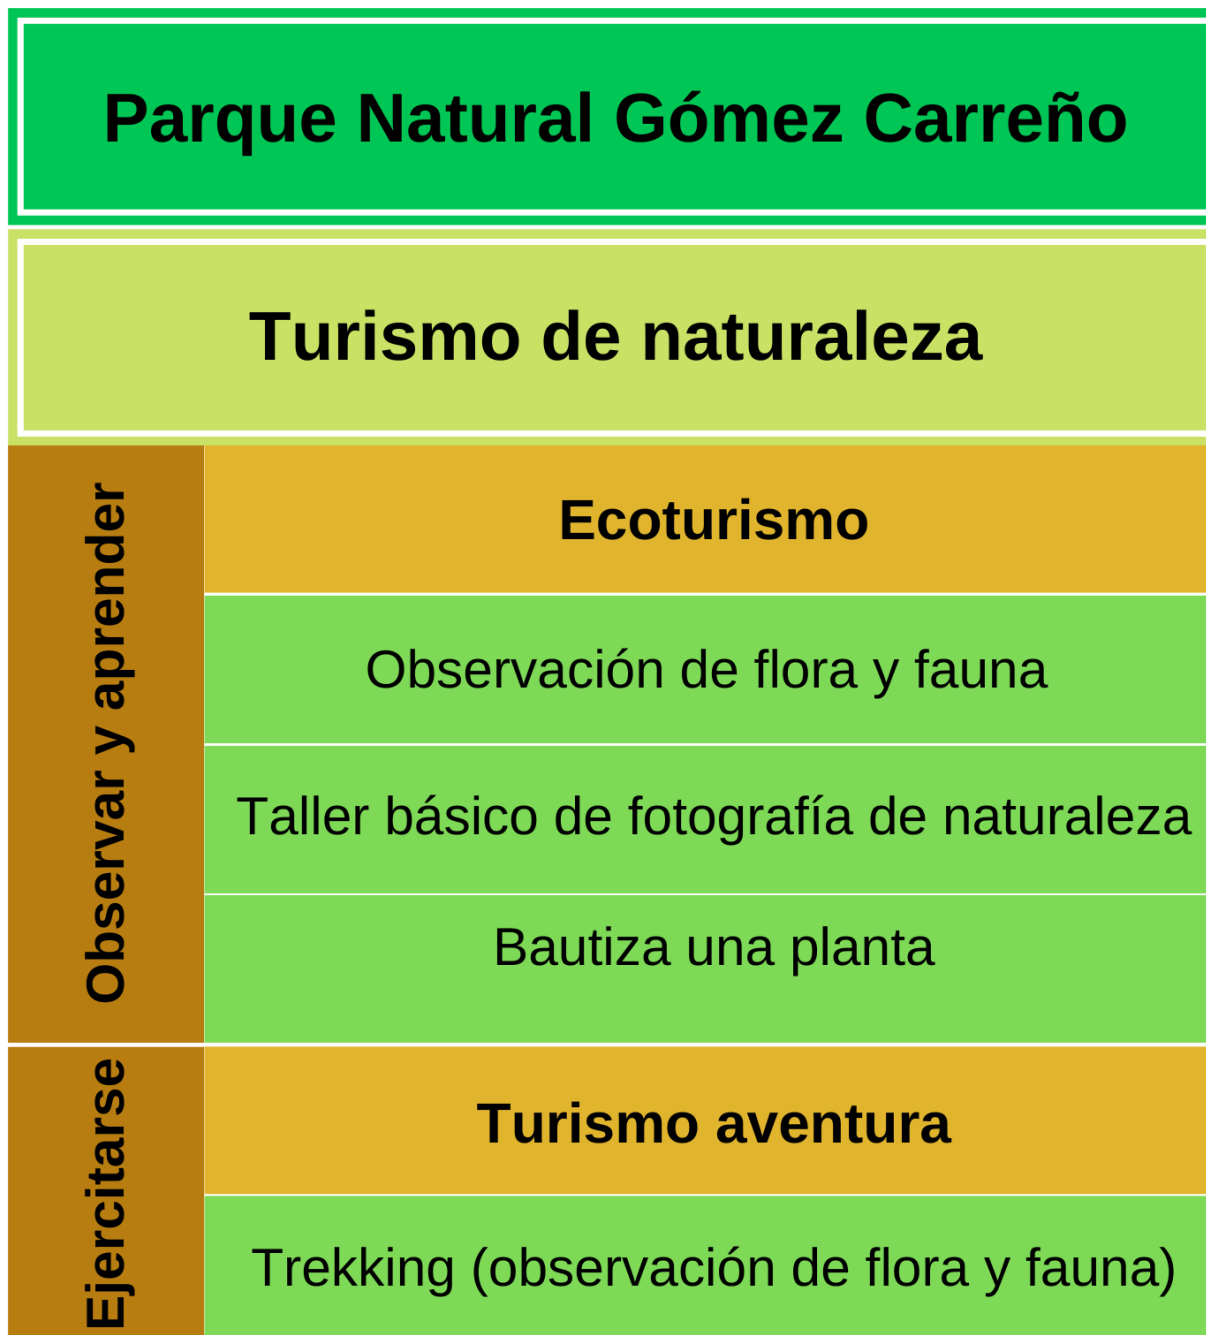 Parque Natural Gómez Carreño
Turismo de naturaleza
Observar y aprender
Ecoturismo
Observación de flora y fauna
Taller básico de fotografía de naturaleza
Bautiza una planta
Ejercitarse
Turismo aventura
Trekking (observación de flora y fauna)